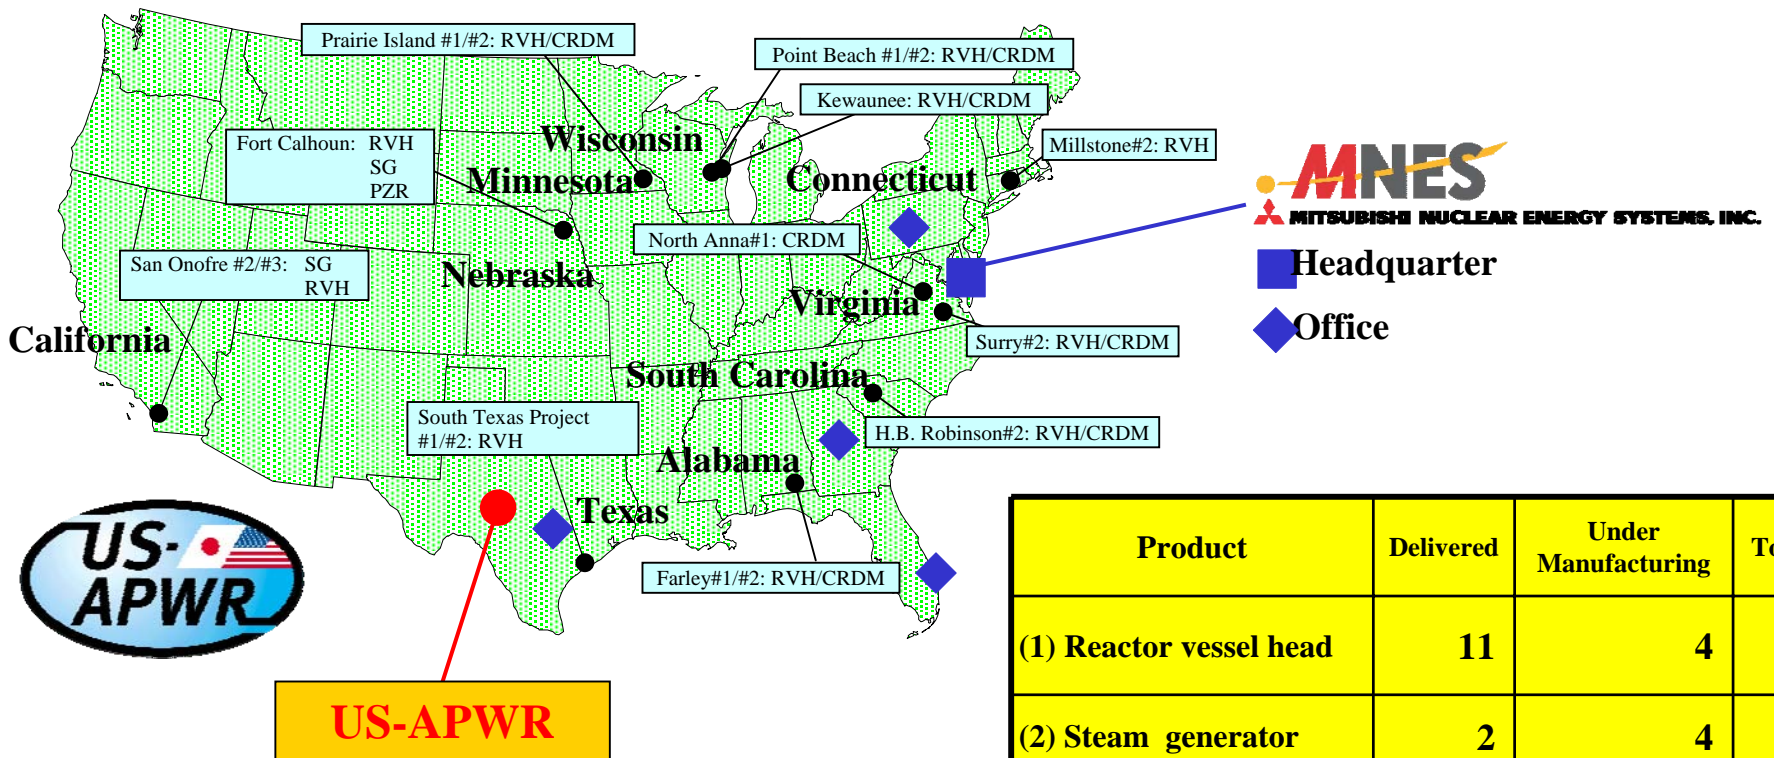 Prairie Island #1/#2: RVH/CRDM
Point Beach #1/#2: RVH/CRDM
Kewaunee: RVH/CRDM
Wisconsin
Fort Calhoun: RVH
SG
PZR
Millstone#2: RVH
Minnesota
Connecticut
MNES
MITSUBISHI NUCLEAR ENERGY SYSTEMS, INC.
North Anna#1: CRDM
San Onofre #2/#3: SG
RVH
Nebraska
Headquarter
Virginia
Office
California
Surry#2: RVH/CRDM
South Carolina
South Texas Project
#1/#2: RVH
H.B. Robinson#2: RVH/CRDM
Alabama
Texas
US-
APWR
Farley#1/#2: RVH/CRDM
US-APWR
Product Delivered Under
Manufacturing
(1) Reactor vessel head 11 4
(2) Steam generator 2 4